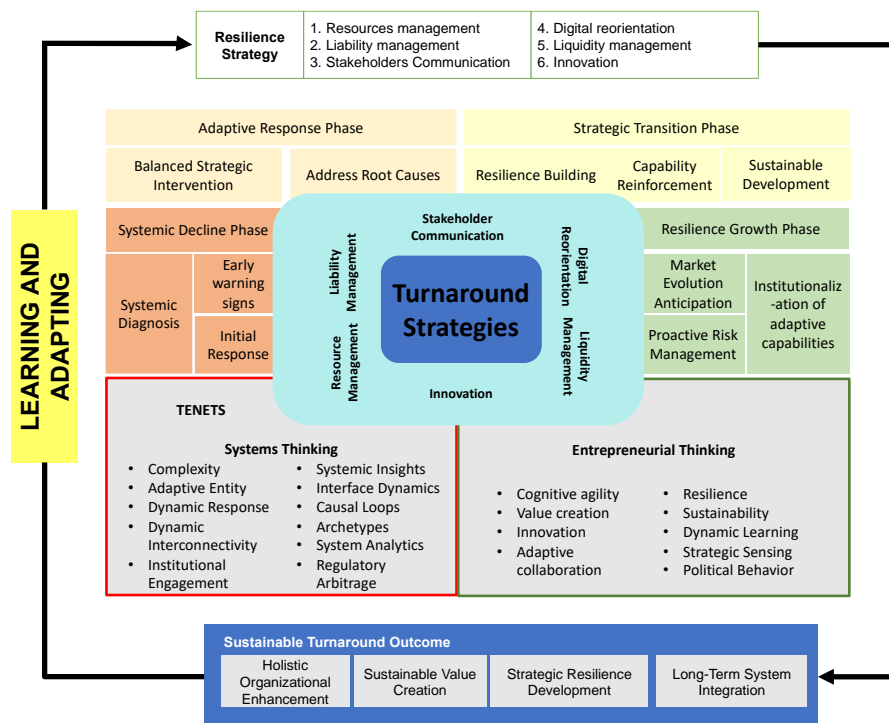 Resilience
Strategy
1. Resources management
2. Liability management
3. Stakeholders Communication
4. Digital reorientation
5. Liquidity management
6. Innovation
LEARNING AND
ADAPTING
Adaptive Response Phase
Strategic Transition Phase
Balanced Strategic
Intervention
Address Root Causes
Resilience Building
Capability
Reinforcement
Sustainable
Development
Systemic Decline Phase
Systemic
Diagnosis
Early
warning
signs
Initial
Response
Stakeholder
Communication
Liability
Management
Resource
Management
Turnaround
Strategies
Digital
Reorientation
Liquidity
Management
Innovation
Resilience Growth Phase
Market
Evolution
Anticipation
Proactive Risk
Management
Institutionaliz
-ation of
adaptive
capabilities
TENETS
Systems Thinking
• Complexity
• Adaptive Entity
• Dynamic Response
• Dynamic
Interconnectivity
• Institutional
Engagement
• Systemic Insights
• Interface Dynamics
• Causal Loops
• Archetypes
• System Analytics
• Regulatory
Arbitrage
Entrepreneurial Thinking
• Cognitive agility
• Value creation
• Innovation
• Adaptive
collaboration
• Resilience
• Sustainability
• Dynamic Learning
• Strategic Sensing
• Political Behavior
Sustainable Turnaround Outcome
Holistic
Organizational
Enhancement
Sustainable Value
Creation
Strategic Resilience
Development
Long-Term System
Integration